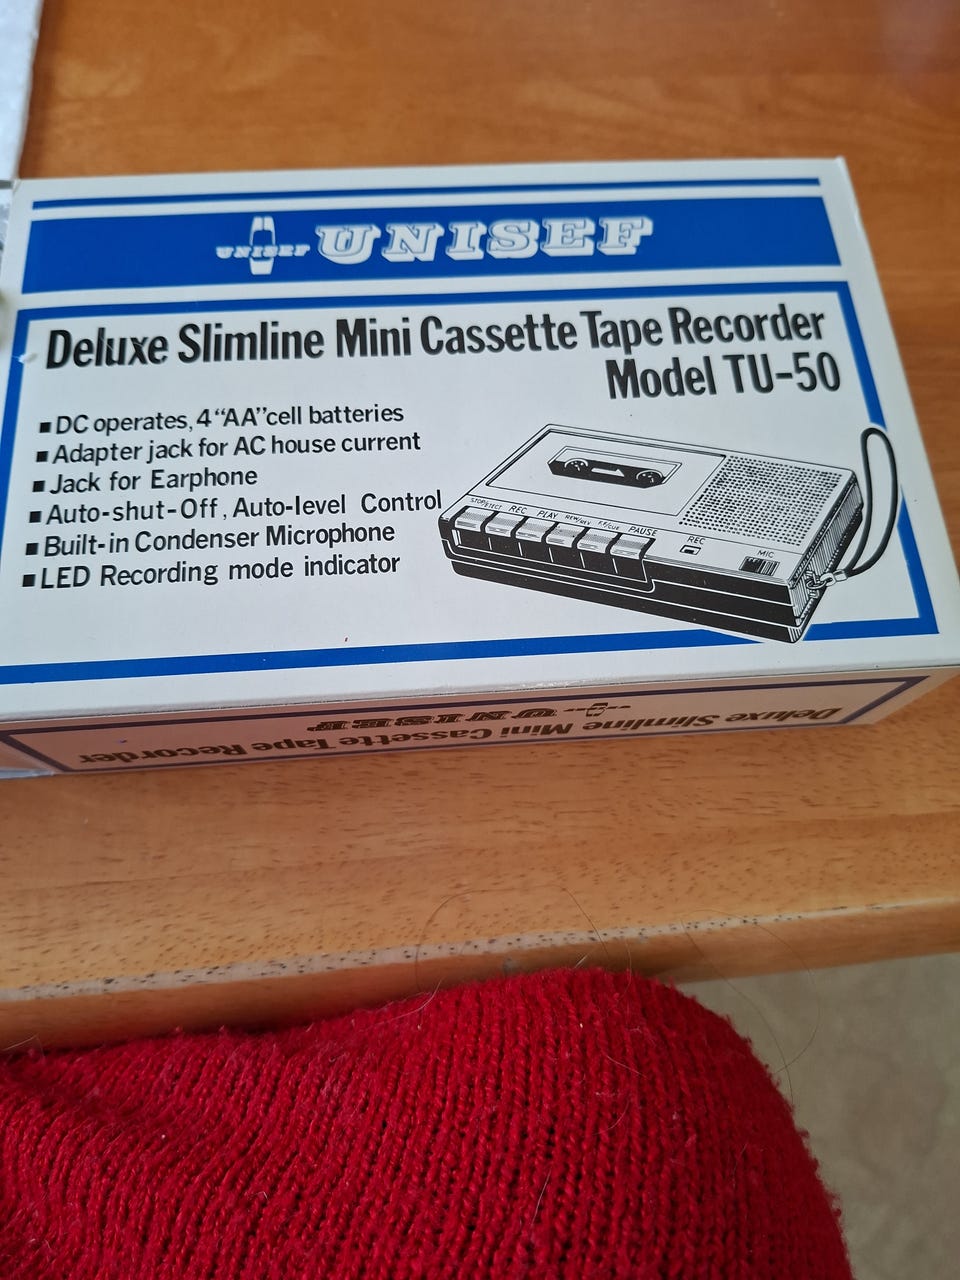 UNISEF UNISEF
Deluxe Slimline Mini Cassette Tape Recorder
Model TU-50
■ DC operates, 4 "AA" cell batteries
■ Adapter jack for AC house current
■ Jack for Earphone
■ Auto-shut-Off, Auto-level Control
■ Built-in Condenser Microphone
■ LED Recording mode indicator
STOP/EJECT REC PLAY REW/REV FF/CUE PAUSE REC MIC
UNISEF
Deluxe Slimline Mini Cassette Tape Recorder